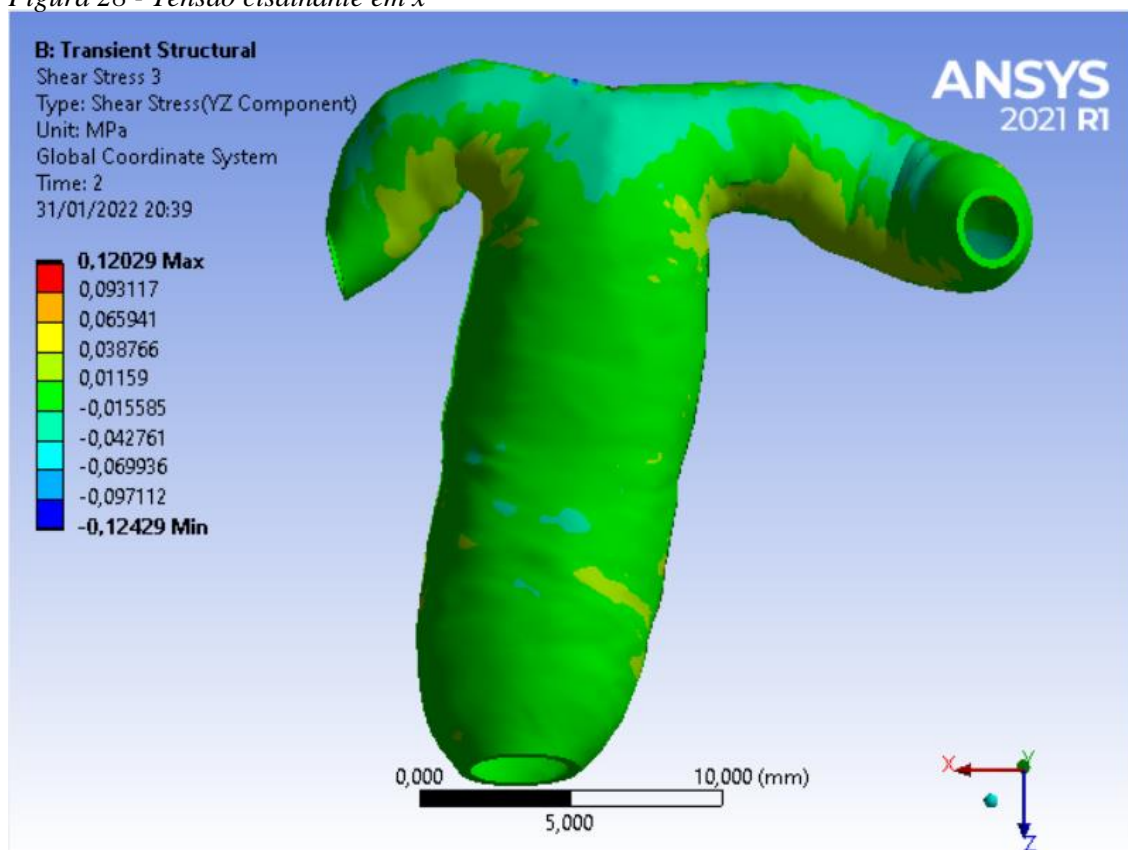 Figura 28 - Tensão cisalhante em x
B: Transient Structural
Shear Stress 3
Type: Shear Stress(YZ Component)
Unit: MPa
Global Coordinate System
Time: 2
31/01/2022 20:39
0,12029 Max
0,093117
0,065941
0,038766
0,01159
-0,015585
-0,042761
-0,069936
-0,097112
-0,12429 Min
ANSYS
2021 R1
0,000
10,000 (mm)
5,000
X
Y
Z